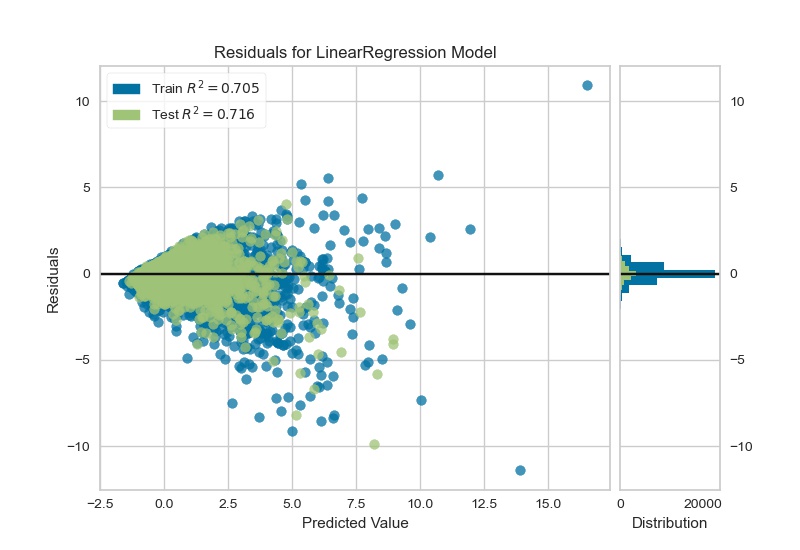 Residuals for LinearRegression Model
Train R² = 0.705
Test R² = 0.716
10
5
0
−5
−10
Residuals
−2.5 0.0 2.5 5.0 7.5 10.0 12.5 15.0
Predicted Value
10
5
0
−5
−10
0 20000
Distribution